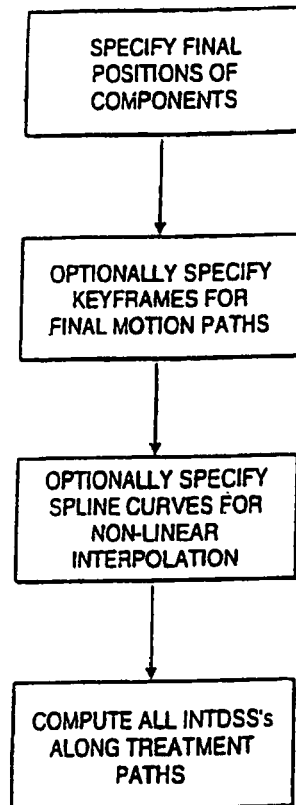 SPECIFY FINAL
POSITIONS OF
COMPONENTS
OPTIONALLY SPECIFY
KEYFRAMES FOR
FINAL MOTION PATHS
OPTIONALLY SPECIFY
SPLINE CURVES FOR
NON-LINEAR
INTERPOLATION
COMPUTE ALL INTDSS's
ALONG TREATMENT
PATHS